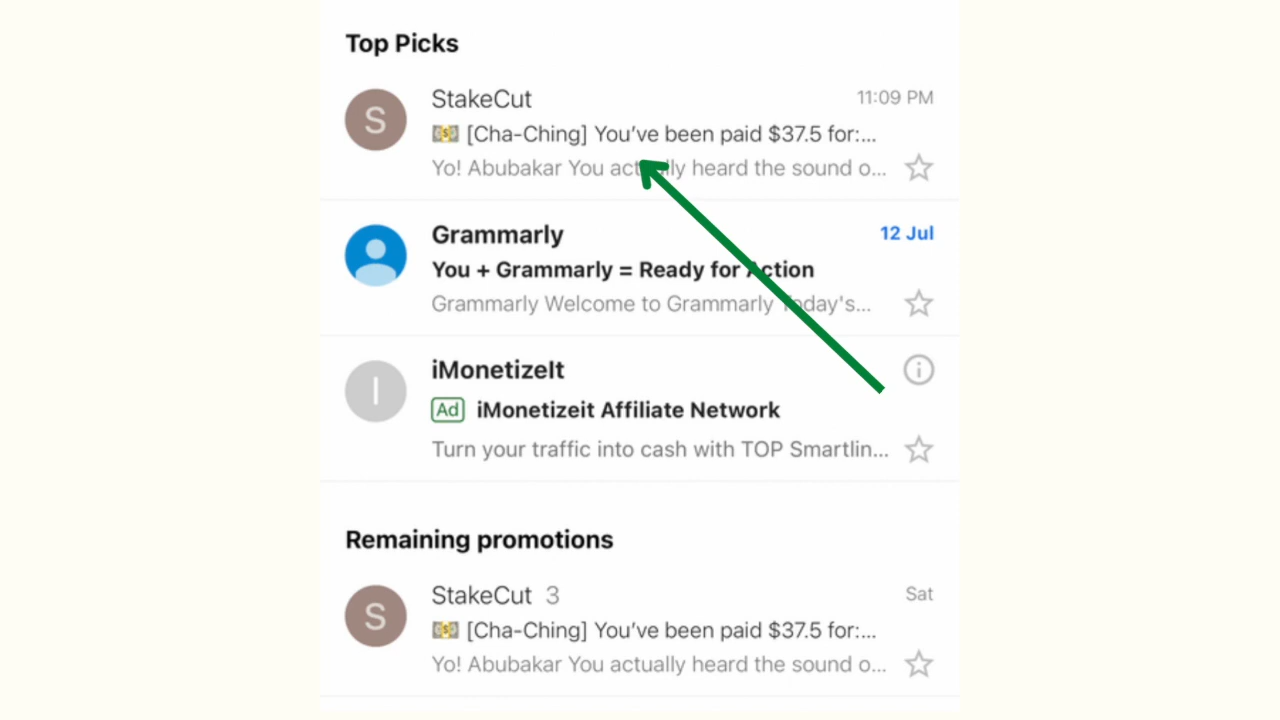 Top Picks
S
StakeCut 11:09 PM
💵 [Cha-Ching] You've been paid $37.5 for:...
Yo! Abubakar You actually heard the sound o...
Grammarly 12 Jul
You + Grammarly = Ready for Action
Grammarly Welcome to Grammarly Today's...
I
iMonetizeIt
Ad iMonetizeit Affiliate Network
Turn your traffic into cash with TOP Smartlin...
Remaining promotions
S
StakeCut 3 Sat
💵 [Cha-Ching] You've been paid $37.5 for:...
Yo! Abubakar You actually heard the sound o...